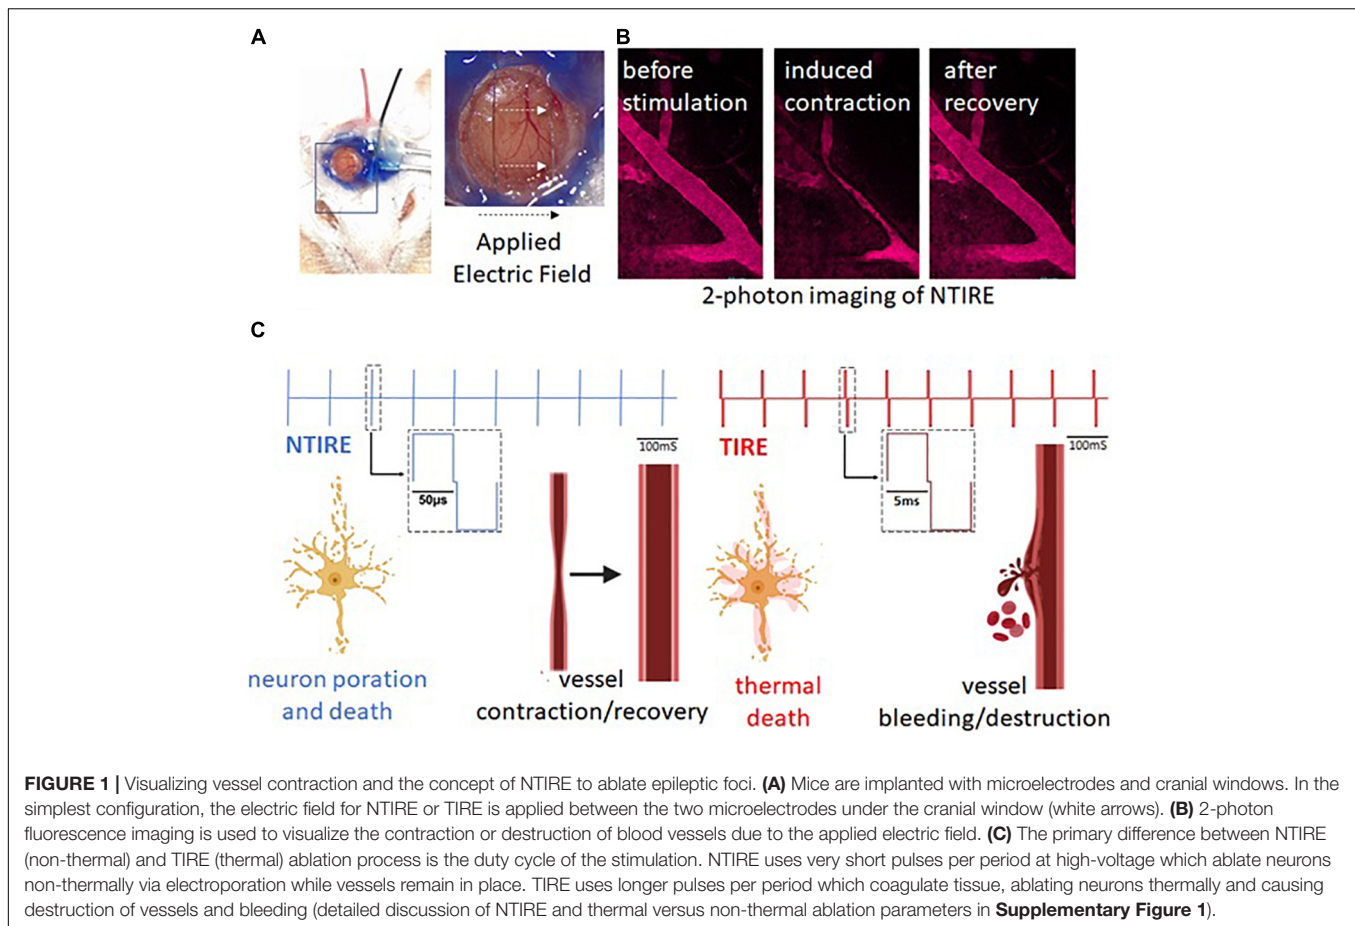 A
B
before
stimulation
induced
contraction
after
recovery
Applied
Electric Field
2-photon imaging of NTIRE
C
NTIRE
100mS
50µs
TIRE
100mS
5ms
neuron poration
and death
vessel
contraction/recovery
thermal
death
vessel
bleeding/destruction
FIGURE 1 | Visualizing vessel contraction and the concept of NTIRE to ablate epileptic foci. (A) Mice are implanted with microelectrodes and cranial windows. In the
simplest configuration, the electric field for NTIRE or TIRE is applied between the two microelectrodes under the cranial window (white arrows). (B) 2-photon
fluorescence imaging is used to visualize the contraction or destruction of blood vessels due to the applied electric field. (C) The primary difference between NTIRE
(non-thermal) and TIRE (thermal) ablation process is the duty cycle of the stimulation. NTIRE uses very short pulses per period at high-voltage which ablate neurons
non-thermally via electroporation while vessels remain in place. TIRE uses longer pulses per period which coagulate tissue, ablating neurons thermally and causing
destruction of vessels and bleeding (detailed discussion of NTIRE and thermal versus non-thermal ablation parameters in Supplementary Figure 1).